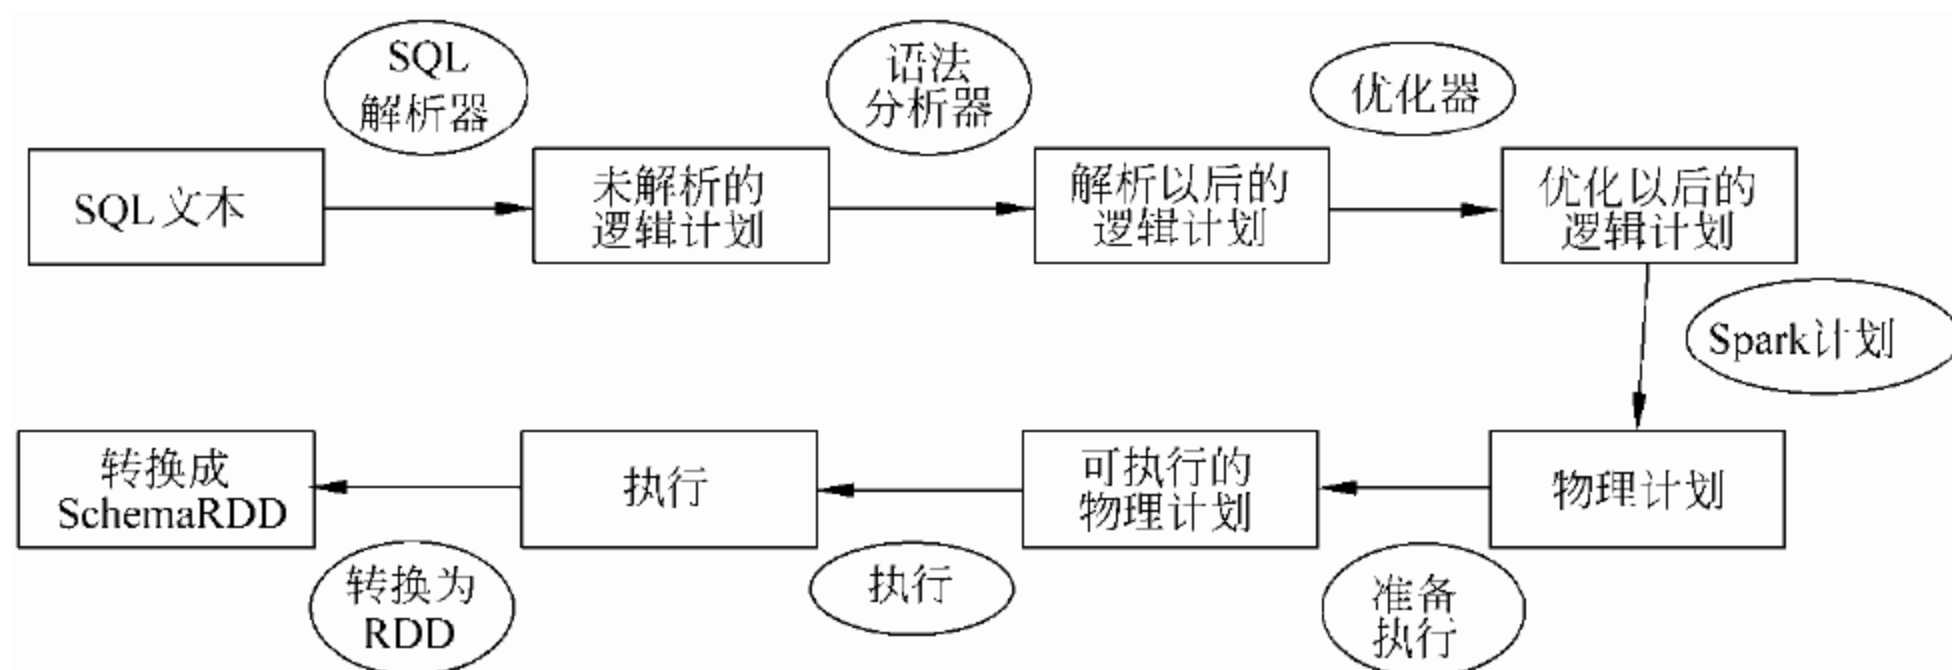 SQL
解析器
语法
分析器
优化器
SQL文本
未解析的
逻辑计划
解析以后的
逻辑计划
优化以后的
逻辑计划
Spark计划
转换成
SchemaRDD
执行
可执行的
物理计划
物理计划
转换为
RDD
执行
准备
执行